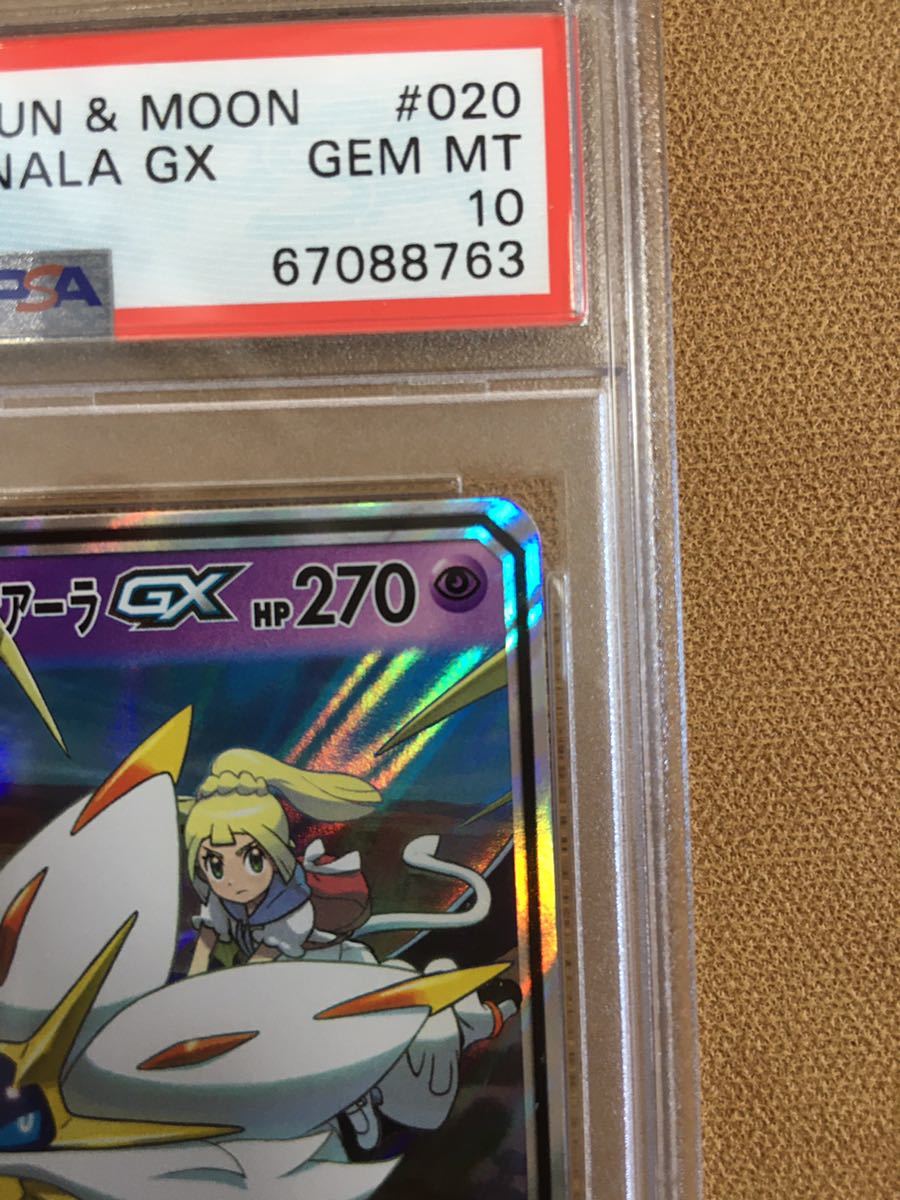 UN & MOON #020
NALA GX GEM MT
10
PSA 67088763
アーラ GX HP 270